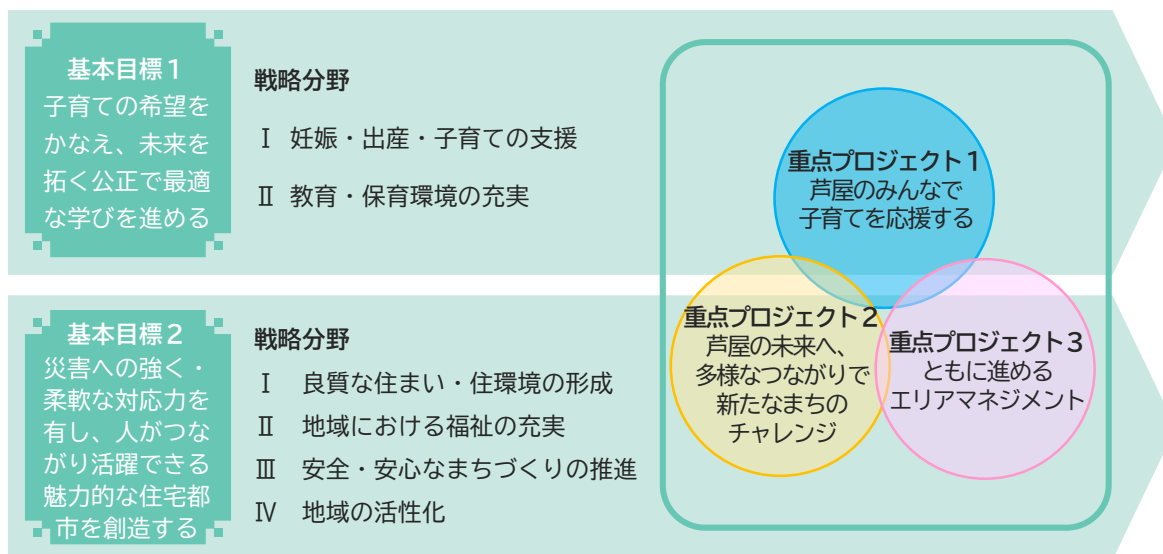 基本目標1
子育ての希望を
かなえ、未来を
拓く公正で最適
な学びを進める
戦略分野
Ⅰ 妊娠・出産・子育ての支援
Ⅱ 教育・保育環境の充実
基本目標2
災害への強く・
柔軟な対応力を
有し、人がつな
がり活躍できる
魅力的な住宅都
市を創造する
戦略分野
Ⅰ 良質な住まい・住環境の形成
Ⅱ 地域における福祉の充実
Ⅲ 安全・安心なまちづくりの推進
Ⅳ 地域の活性化
重点プロジェクト1
芦屋のみんなで
子育てを応援する
重点プロジェクト2
芦屋の未来へ、
多様なつながりで
新たなまちの
チャレンジ
重点プロジェクト3
ともに進める
エリアマネジメント